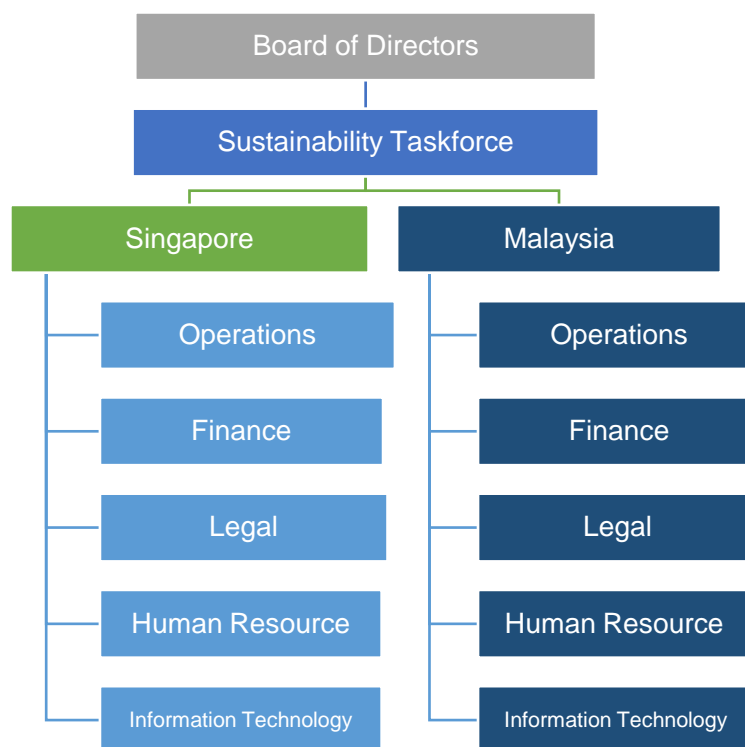 Board of Directors
Sustainability Taskforce
Singapore
Malaysia
Operations
Operations
Finance
Finance
Legal
Legal
Human Resource
Human Resource
Information Technology
Information Technology